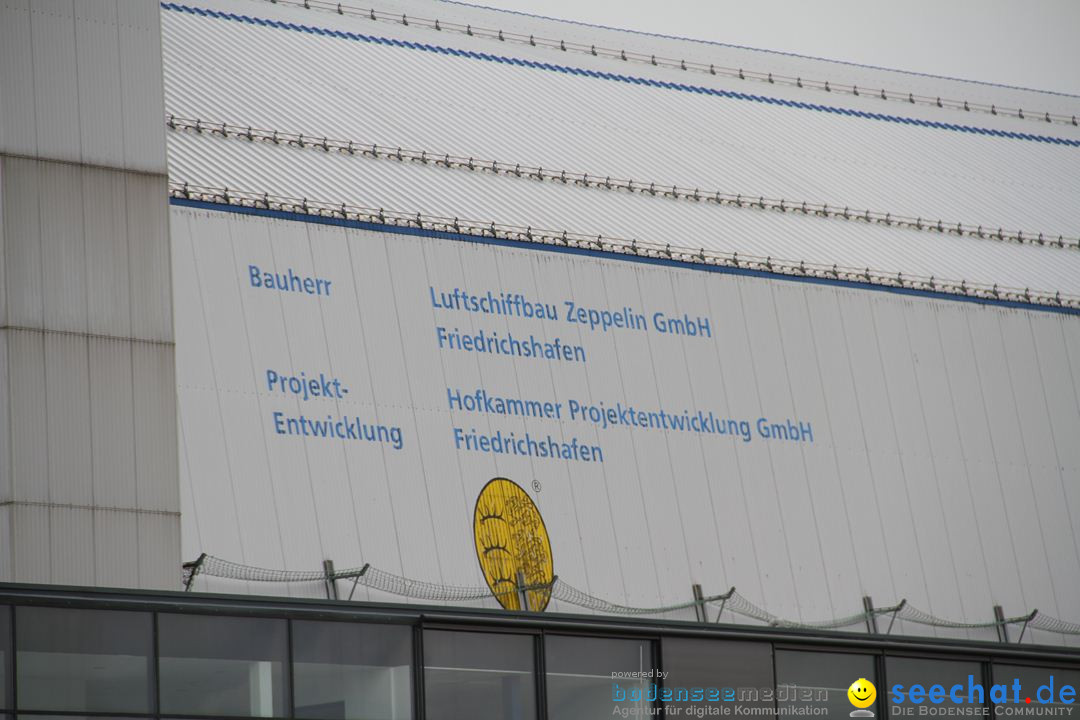 Bauherr
Luftschiffbau Zeppelin GmbH
Friedrichshafen
Projekt-
Entwicklung
Hofkammer Projektentwicklung GmbH
Friedrichshafen
®
powered by
bodenseemedien
Agentur für digitale Kommunikation
seechat.de
Die Bodensee Community